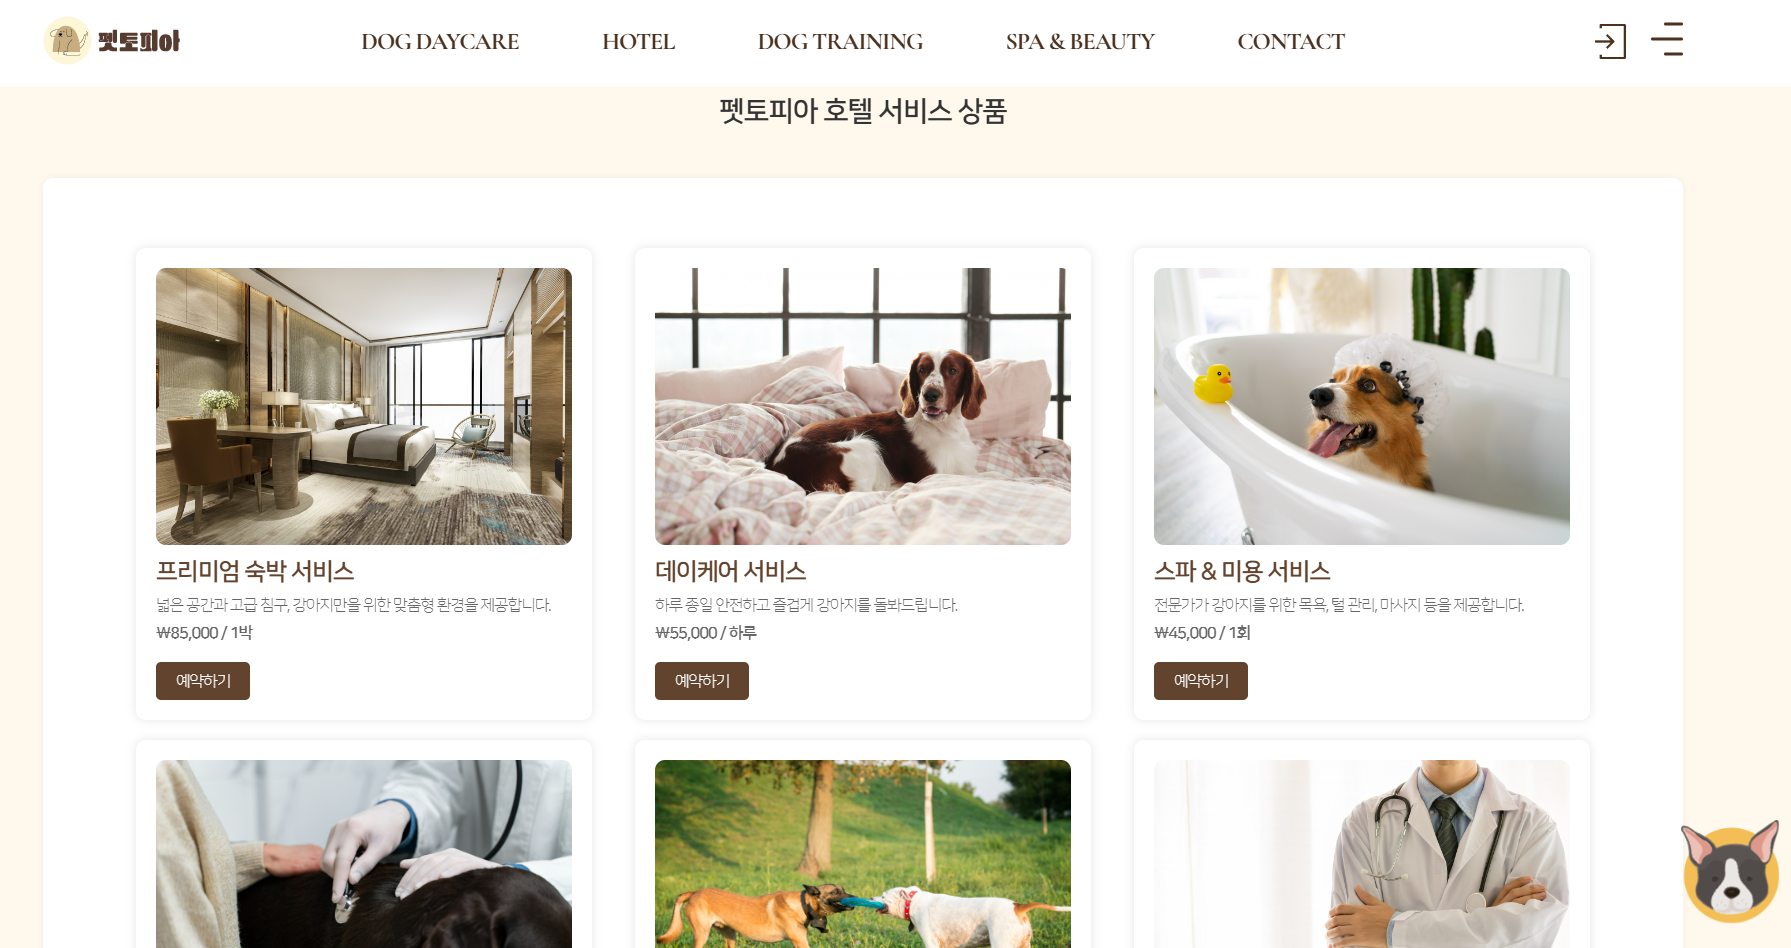 펫토피아
DOG DAYCARE
HOTEL
DOG TRAINING
SPA & BEAUTY
CONTACT
펫토피아 호텔 서비스 상품
프리미엄 숙박 서비스
넓은 공간과 고급 침구, 강아지만을 위한 맞춤형 환경을 제공합니다.
₩85,000 / 1박
예약하기
데이케어 서비스
하루 종일 안전하고 즐겁게 강아지를 돌봐드립니다.
₩55,000 / 하루
예약하기
스파 & 미용 서비스
전문가가 강아지를 위한 목욕, 털 관리, 마사지 등을 제공합니다.
₩45,000 / 1회
예약하기